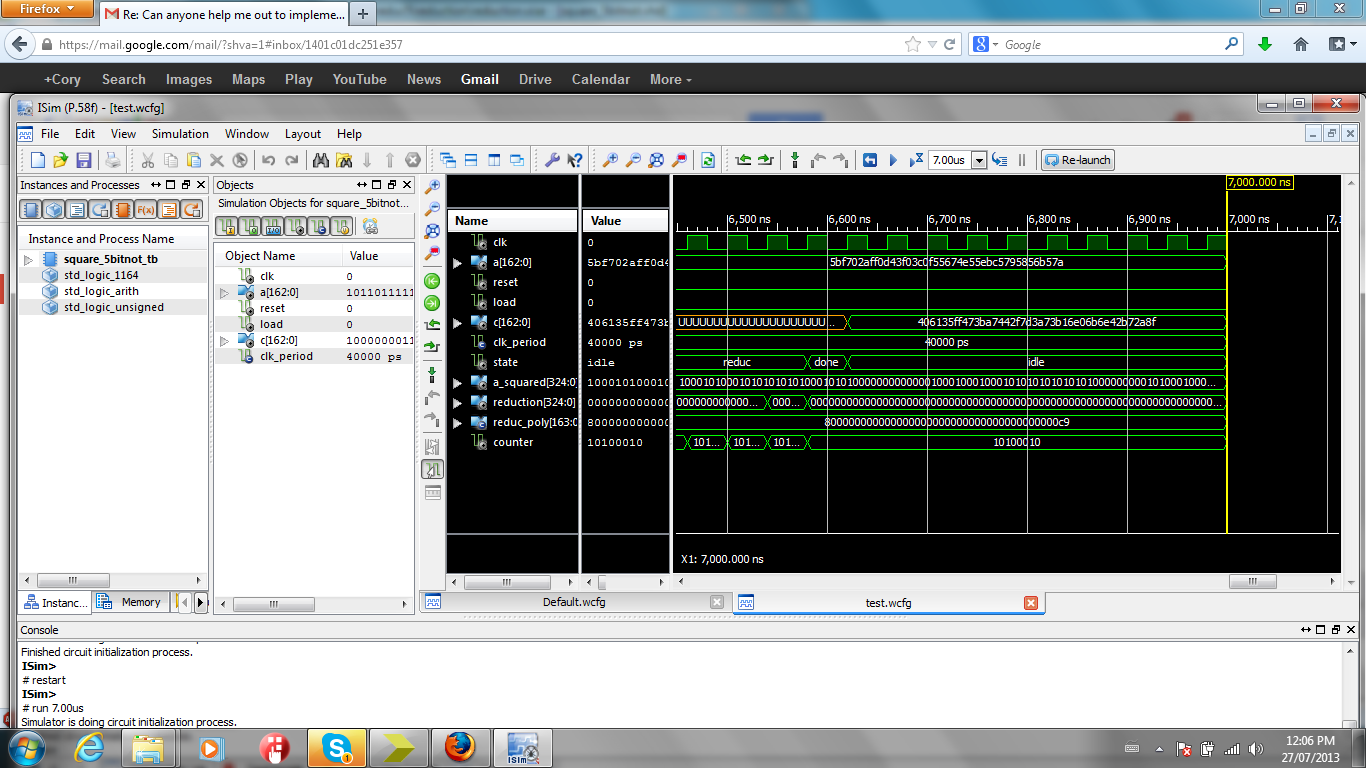 Firefox
Re: Can anyone help me out to impleme...
https://mail.google.com/mail/?shva=1#inbox/1401c01dc251e357
Google
+Cory Search Images Maps Play YouTube News Gmail Drive Calendar More
ISim (P.58f) - [test.wcfg]
File Edit View Simulation Window Layout Help
7.00us Re-launch
Instances and Processes
Instance and Process Name
square_5bitnot_tb
std_logic_1164
std_logic_arith
std_logic_unsigned
Instanc... Memory
Objects
Simulation Objects for square_5bitnot...
Object Name Value
clk 0
a[162:0] 1011011111
reset 0
load 0
c[162:0] 1000000011
clk_period 40000 ps
Name Value
clk 0
a[162:0] 5bf702aff0d4
reset 0
load 0
c[162:0] 406135ff473b
clk_period 40000 ps
state idle
a_squared[324:0] 100010100010
reduction[324:0] 000000000000
reduc_poly[163:0] 800000000000
counter 10100010
7,000.000 ns
6,500 ns 6,600 ns 6,700 ns 6,800 ns 6,900 ns 7,000 ns
5bf702aff0d43f03c0f55674e55ebc5795856b57a
406135ff473ba7442f7d3a73b16e06b6e42b72a8f
40000 ps
reduc done idle
000...
101... 101... 101... 10100010
X1: 7,000.000 ns
Default.wcfg test.wcfg
Console
Finished circuit initialization process.
ISim>
# restart
ISim>
# run 7.00us
Simulator is doing circuit initialization process.
ISim
12:06 PM
27/07/2013